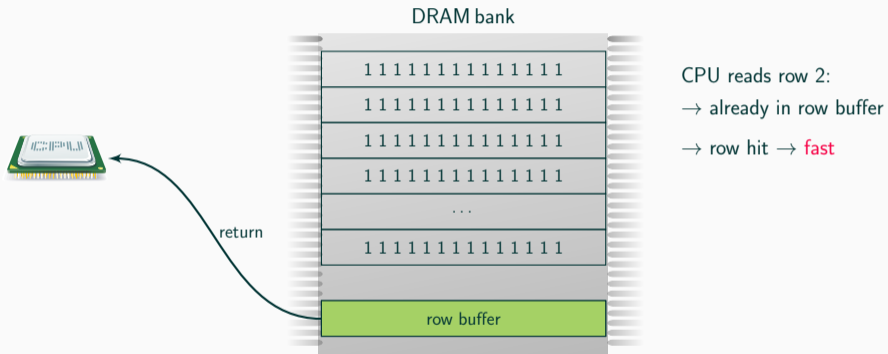 DRAM bank
1 1 1 1 1 1 1 1 1 1 1 1 1 1
1 1 1 1 1 1 1 1 1 1 1 1 1 1
1 1 1 1 1 1 1 1 1 1 1 1 1 1
1 1 1 1 1 1 1 1 1 1 1 1 1 1
...
1 1 1 1 1 1 1 1 1 1 1 1 1 1
row buffer
CPU
return
CPU reads row 2:
→ already in row buffer
→ row hit → fast